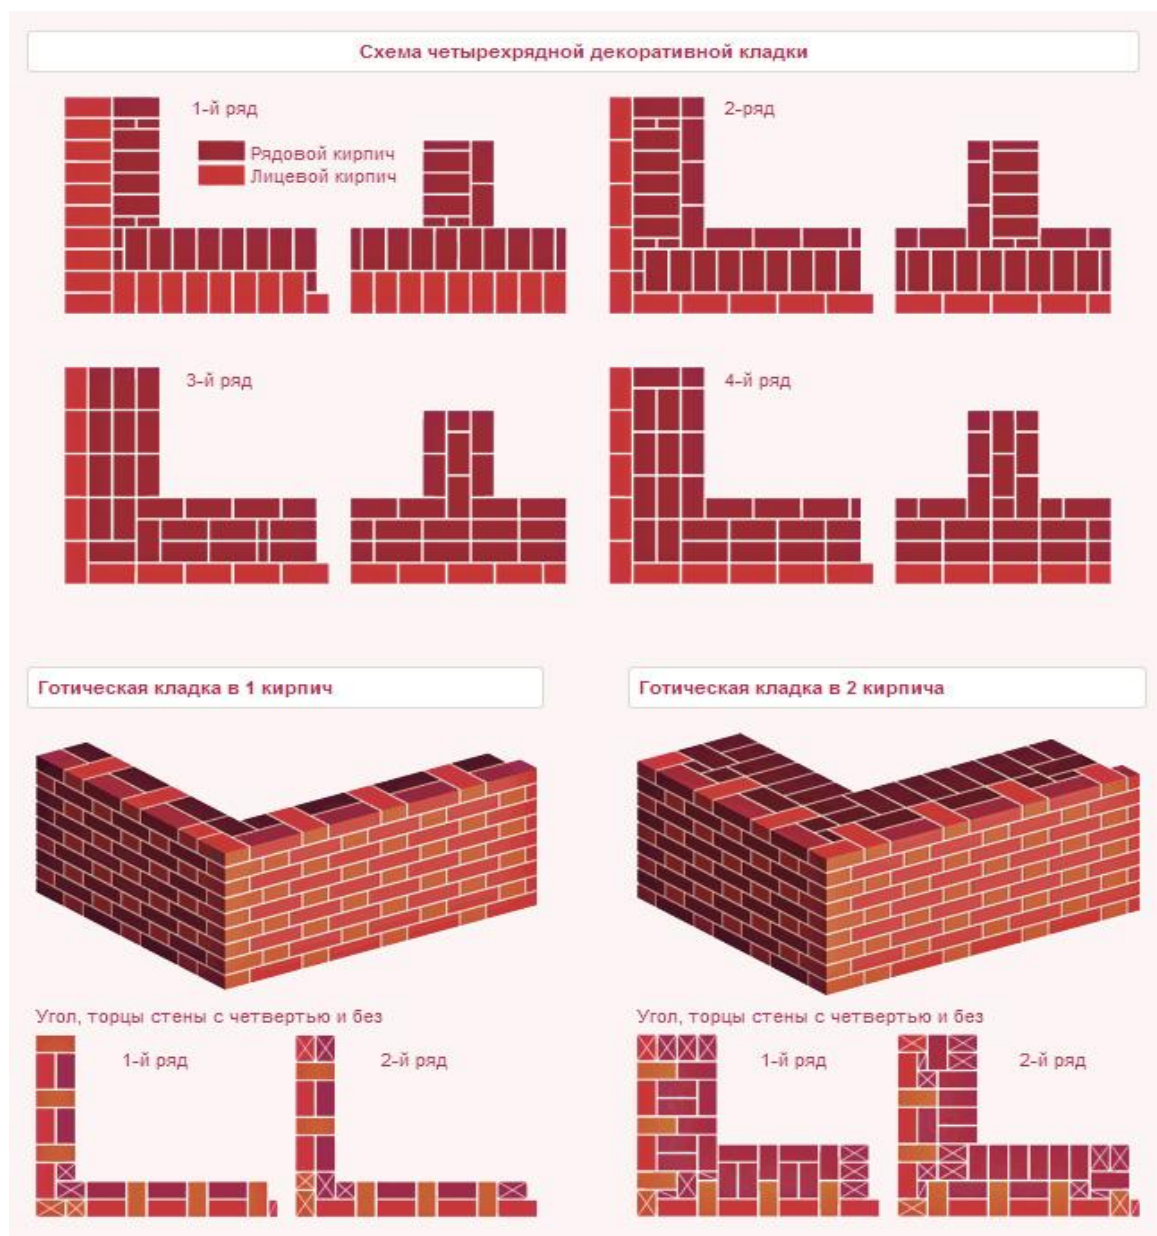 Схема четырехрядной декоративной кладки
1-й ряд
2-ряд
Рядовой кирпич
Лицевой кирпич
3-й ряд
4-й ряд
Готическая кладка в 1 кирпич
Готическая кладка в 2 кирпича
Угол, торцы стены с четвертью и без
Угол, торцы стены с четвертью и без
1-й ряд
2-й ряд
1-й ряд
2-й ряд